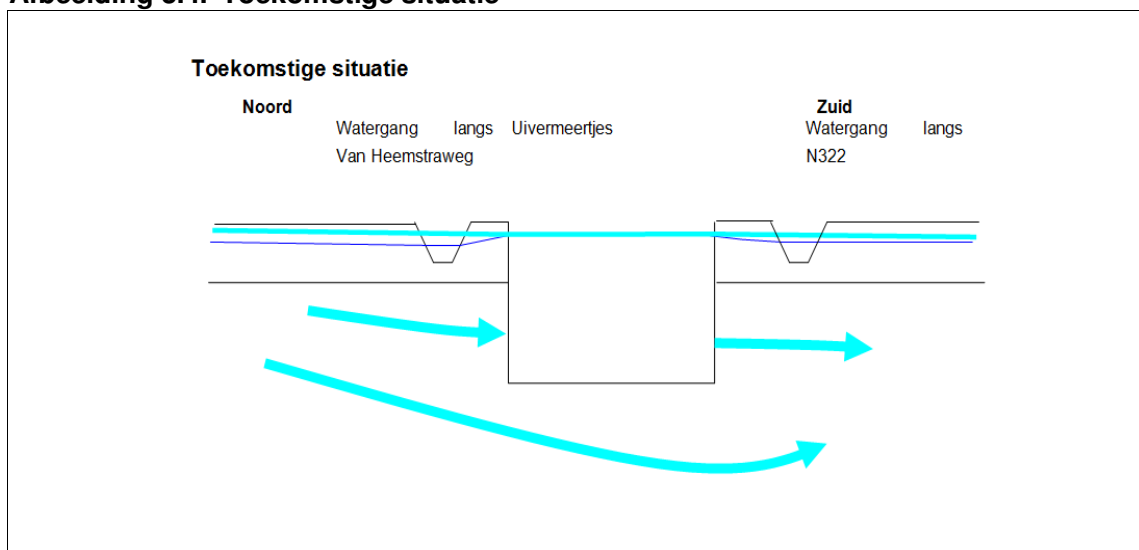 Afbeelding 3.4. Toekomstige situatie
Toekomstige situatie
Noord Zuid
Watergang langs Uivermeertjes Watergang langs
Van Heemstraweg N322